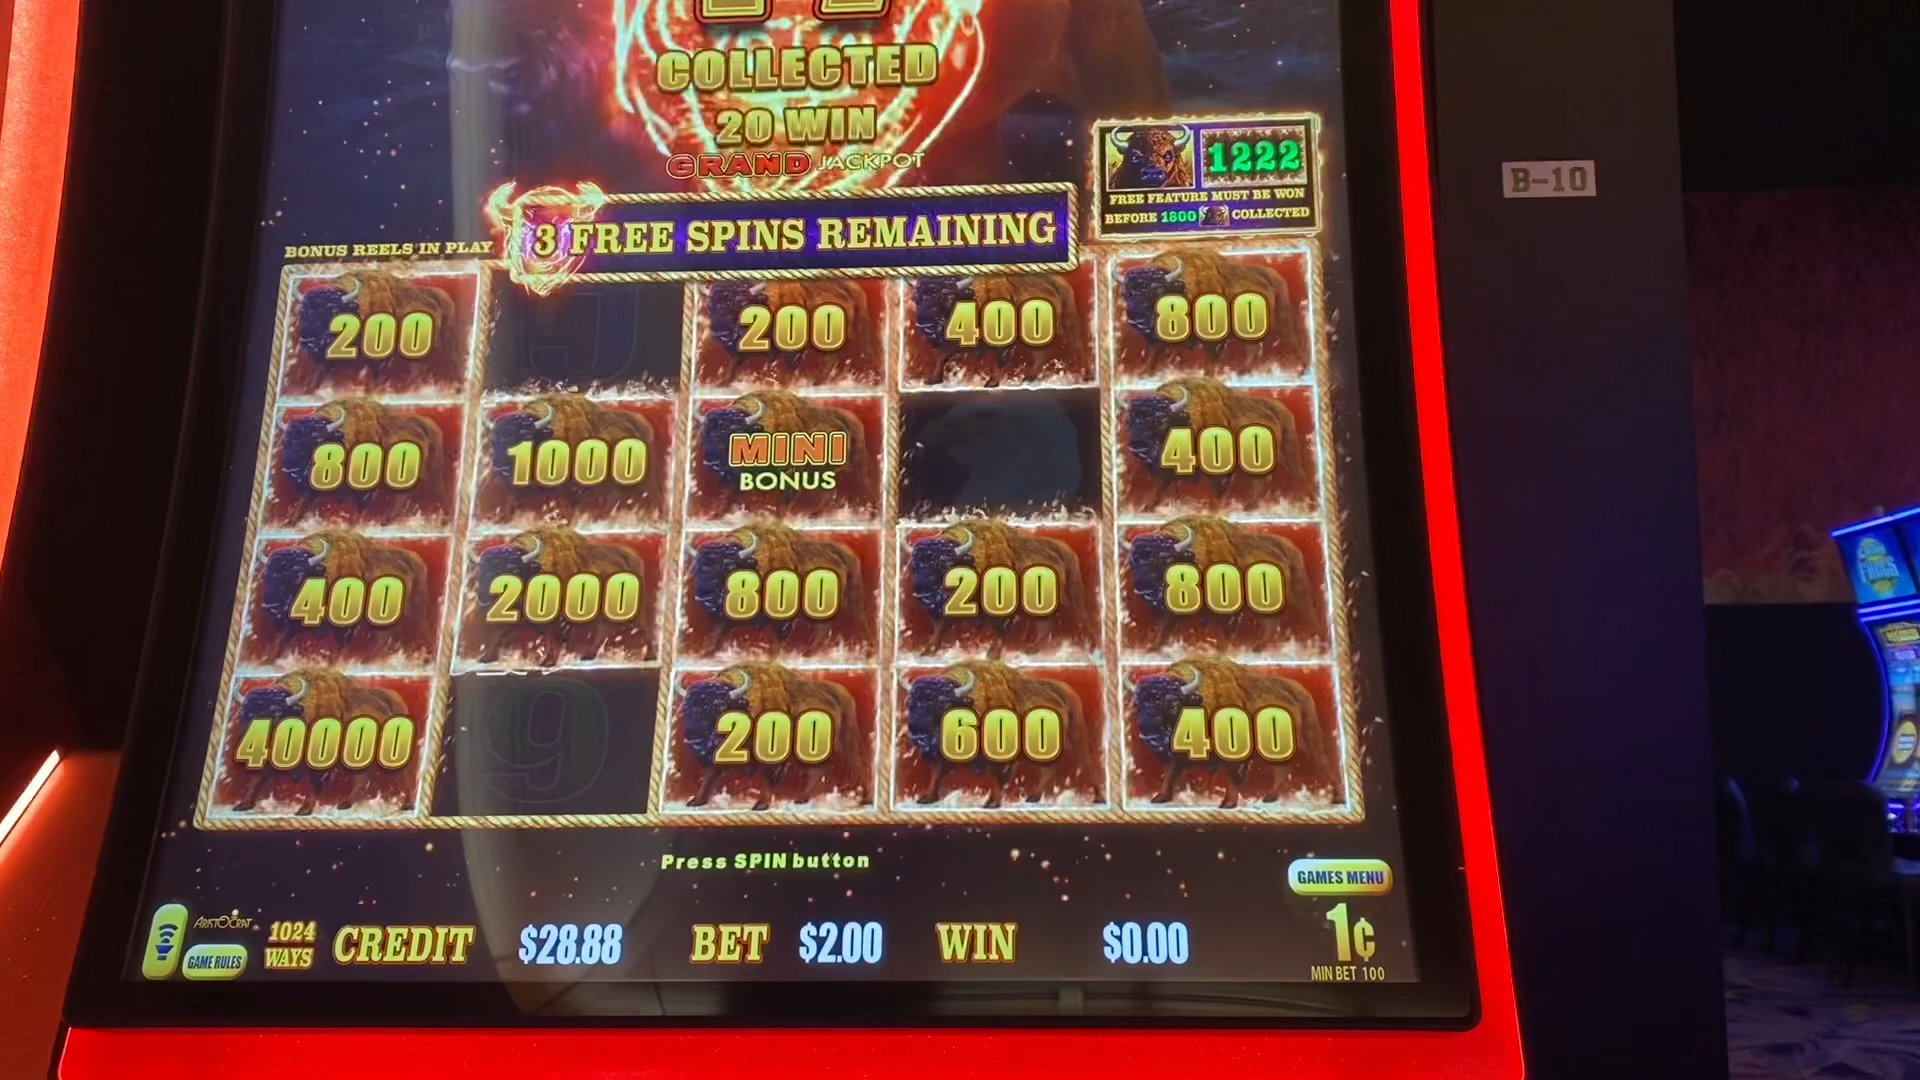 COLLECTED
20 WIN
GRAND JACKPOT
1222
FREE FEATURE MUST BE WON
BEFORE 1800 COLLECTED
B-10
BONUS REELS IN PLAY
3 FREE SPINS REMAINING
200 200 400 800
800 1000 MINI BONUS 400
400 2000 800 200 800
40000 9 200 600 400
Press SPIN button
GAMES MENU
ARISTOCRAT
GAME RULES
1024 WAYS
CREDIT $28.88 BET $2.00 WIN $0.00
1¢
MIN BET 100